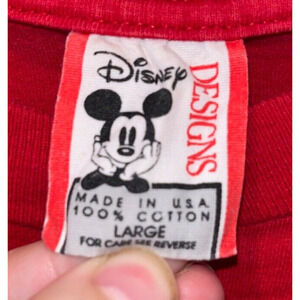 Disney
DESIGNS
MADE IN U.S.A.
100% COTTON
LARGE
FOR CARE SEE REVERSE